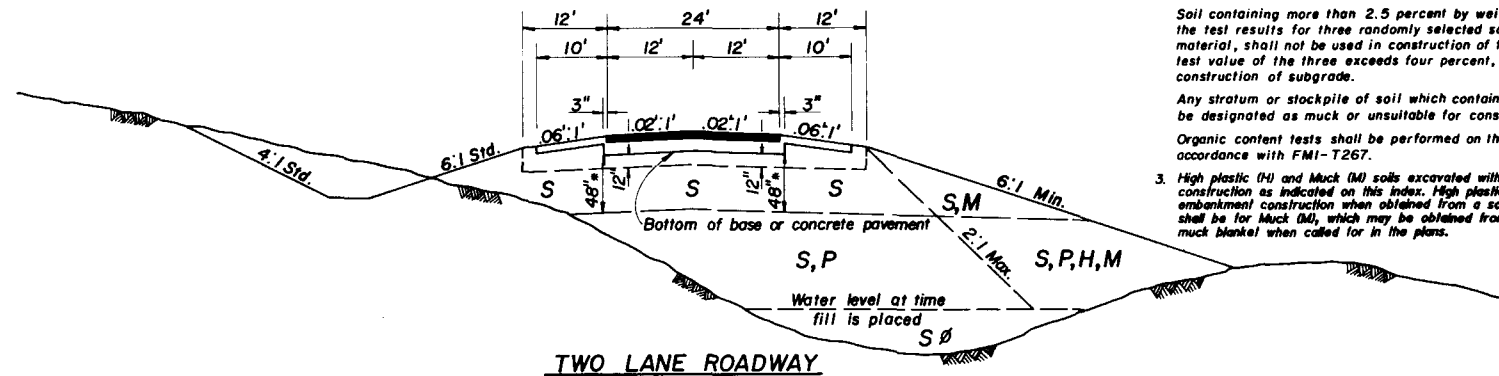 12' 24' 12'
10' 12' 12' 10'
3" 3"
.06':1' .02':1' .02':1' .06':1'
4:1 Std. 6:1 Std.
48"* 12" 12" 48"*
S S S
Bottom of base or concrete pavement
6:1 Min.
S,M
2:1 Max.
S,P S,P,H,M
Water level at time
fill is placed
S Ø
TWO LANE ROADWAY
Soil containing more than 2.5 percent by wei
the test results for three randomly selected sa
material, shall not be used in construction of t
test value of the three exceeds four percent,
construction of subgrade.
Any stratum or stockpile of soil which contain
be designated as muck or unsuitable for cons
Organic content tests shall be performed on th
accordance with FM1-T267.
3. High plastic (H) and Muck (M) soils excavated with
construction as indicated on this index. High plastic
embankment construction when obtained from a so
shall be for Muck (M), which may be obtained from
muck blanket when called for in the plans.